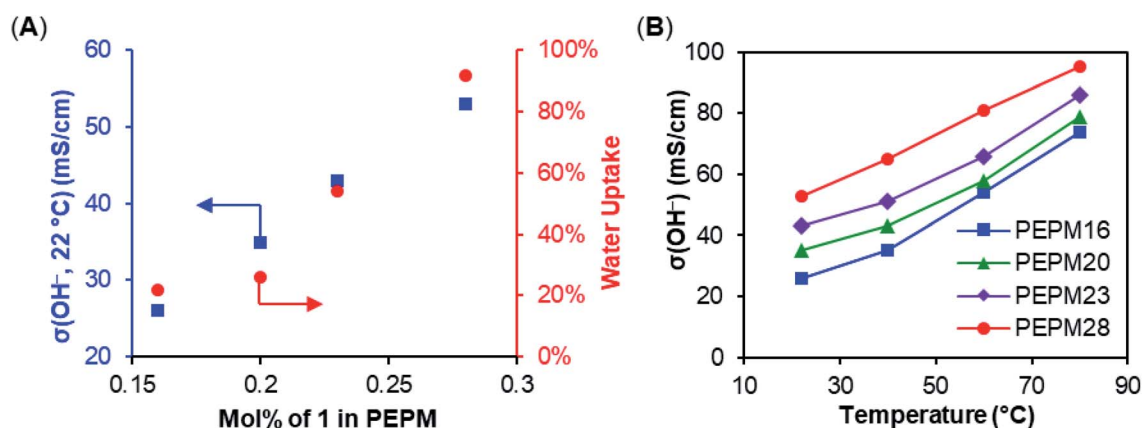 (A)
60
50
40
30
20
σ(OH⁻, 22 °C) (mS/cm)
100%
80%
60%
40%
20%
0%
Water Uptake
0.15
0.2
0.25
0.3
Mol% of 1 in PEPM
(B)
100
80
60
40
20
0
σ(OH⁻) (mS/cm)
PEPM16
PEPM20
PEPM23
PEPM28
10
30
50
70
90
Temperature (°C)